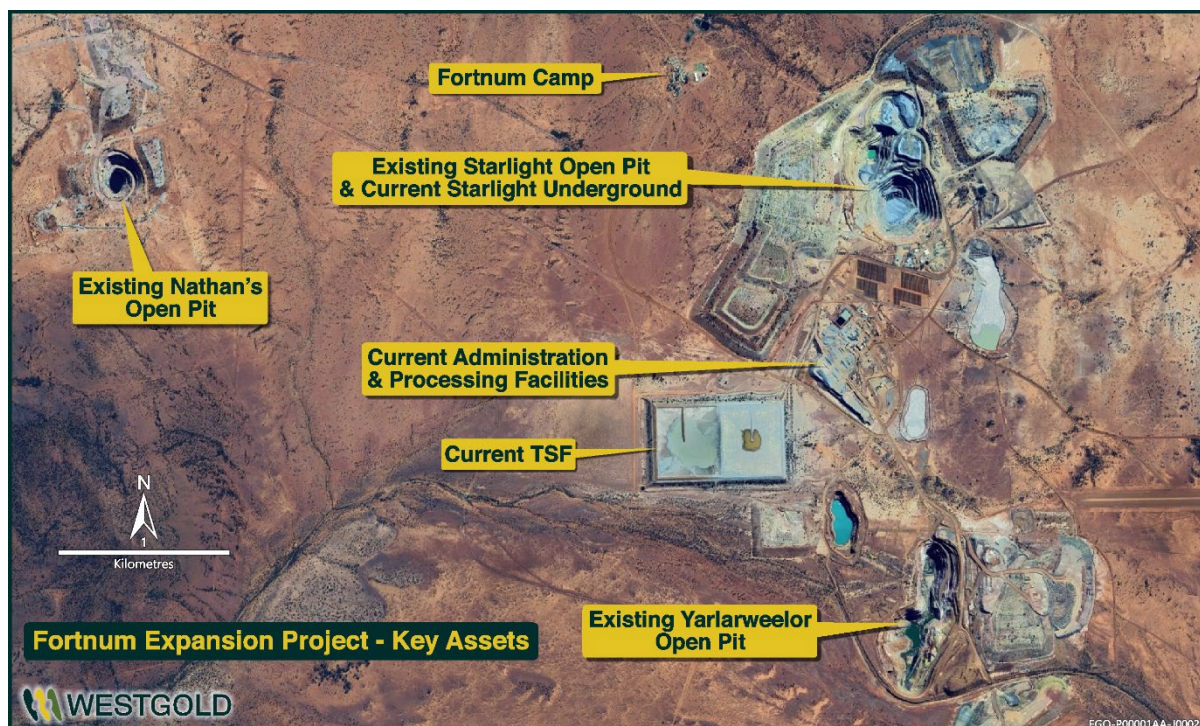 Fortnum Camp
Existing Starlight Open Pit
& Current Starlight Underground
Existing Nathan's
Open Pit
Current Administration
& Processing Facilities
Current TSF
N
1
Kilometres
Existing Yarlarweelor
Open Pit
Fortnum Expansion Project - Key Assets
WESTGOLD